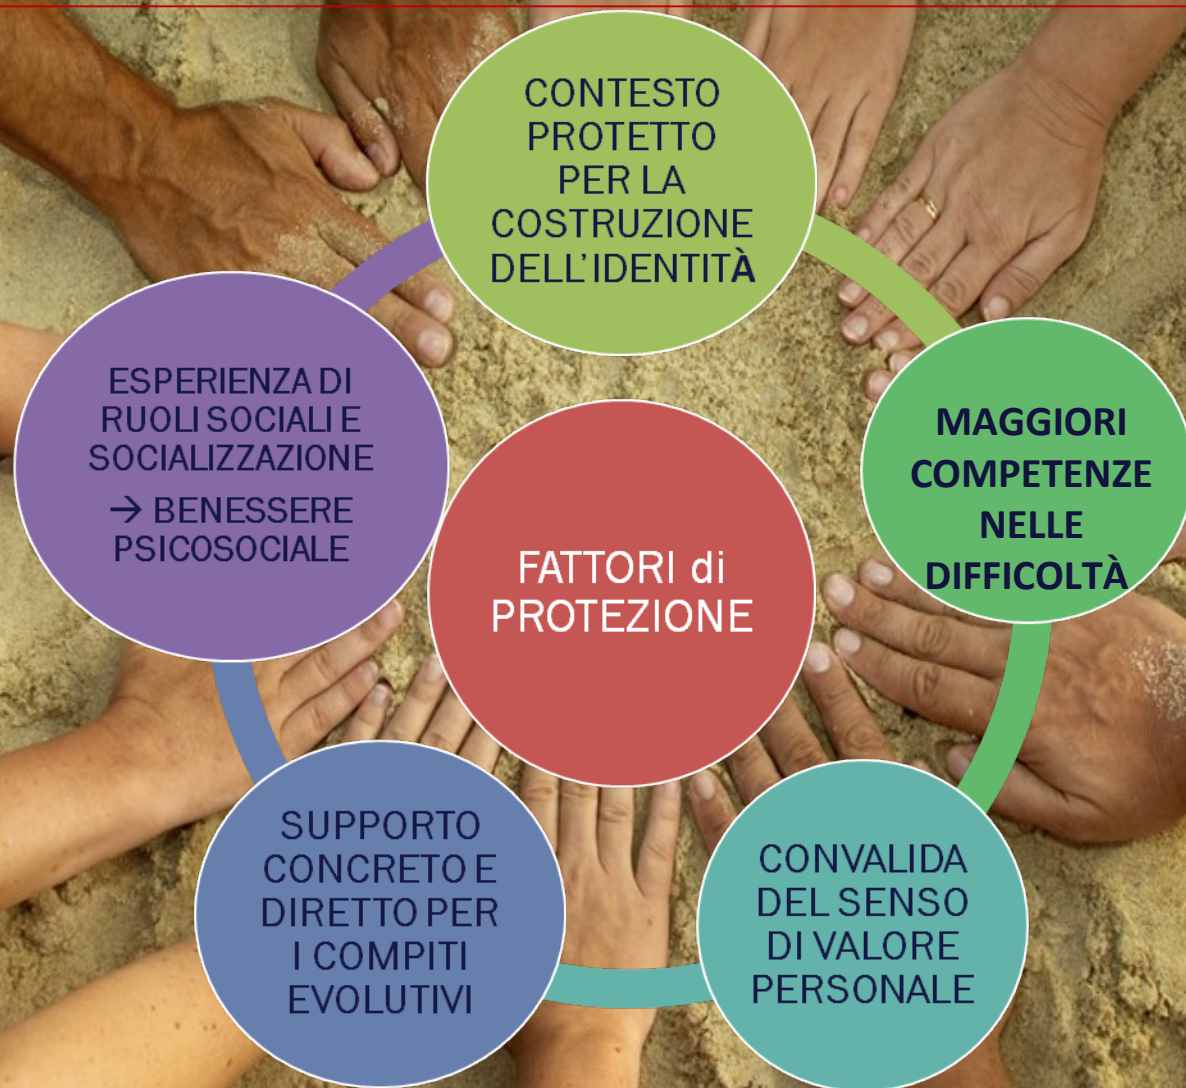 CONTESTO
PROTETTO
PER LA
COSTRUZIONE
DELL'IDENTITÀ
MAGGIORI
COMPETENZE
NELLE
DIFFICOLTÀ
CONVALIDA
DEL SENSO
DI VALORE
PERSONALE
SUPPORTO
CONCRETO E
DIRETTO PER
I COMPITI
EVOLUTIVI
ESPERIENZA DI
RUOLI SOCIALI E
SOCIALIZZAZIONE
→ BENESSERE
PSICOSOCIALE
FATTORI di
PROTEZIONE